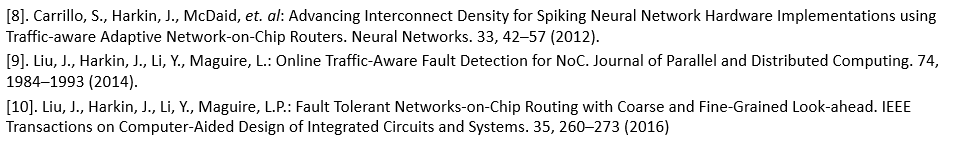 [8]. Carrillo, S., Harkin, J., McDaid, et. al: Advancing Interconnect Density for Spiking Neural Network Hardware Implementations using
Traffic-aware Adaptive Network-on-Chip Routers. Neural Networks. 33, 42–57 (2012).
[9]. Liu, J., Harkin, J., Li, Y., Maguire, L.: Online Traffic-Aware Fault Detection for NoC. Journal of Parallel and Distributed Computing. 74,
1984–1993 (2014).
[10]. Liu, J., Harkin, J., Li, Y., Maguire, L.P.: Fault Tolerant Networks-on-Chip Routing with Coarse and Fine-Grained Look-ahead. IEEE
Transactions on Computer-Aided Design of Integrated Circuits and Systems. 35, 260–273 (2016)